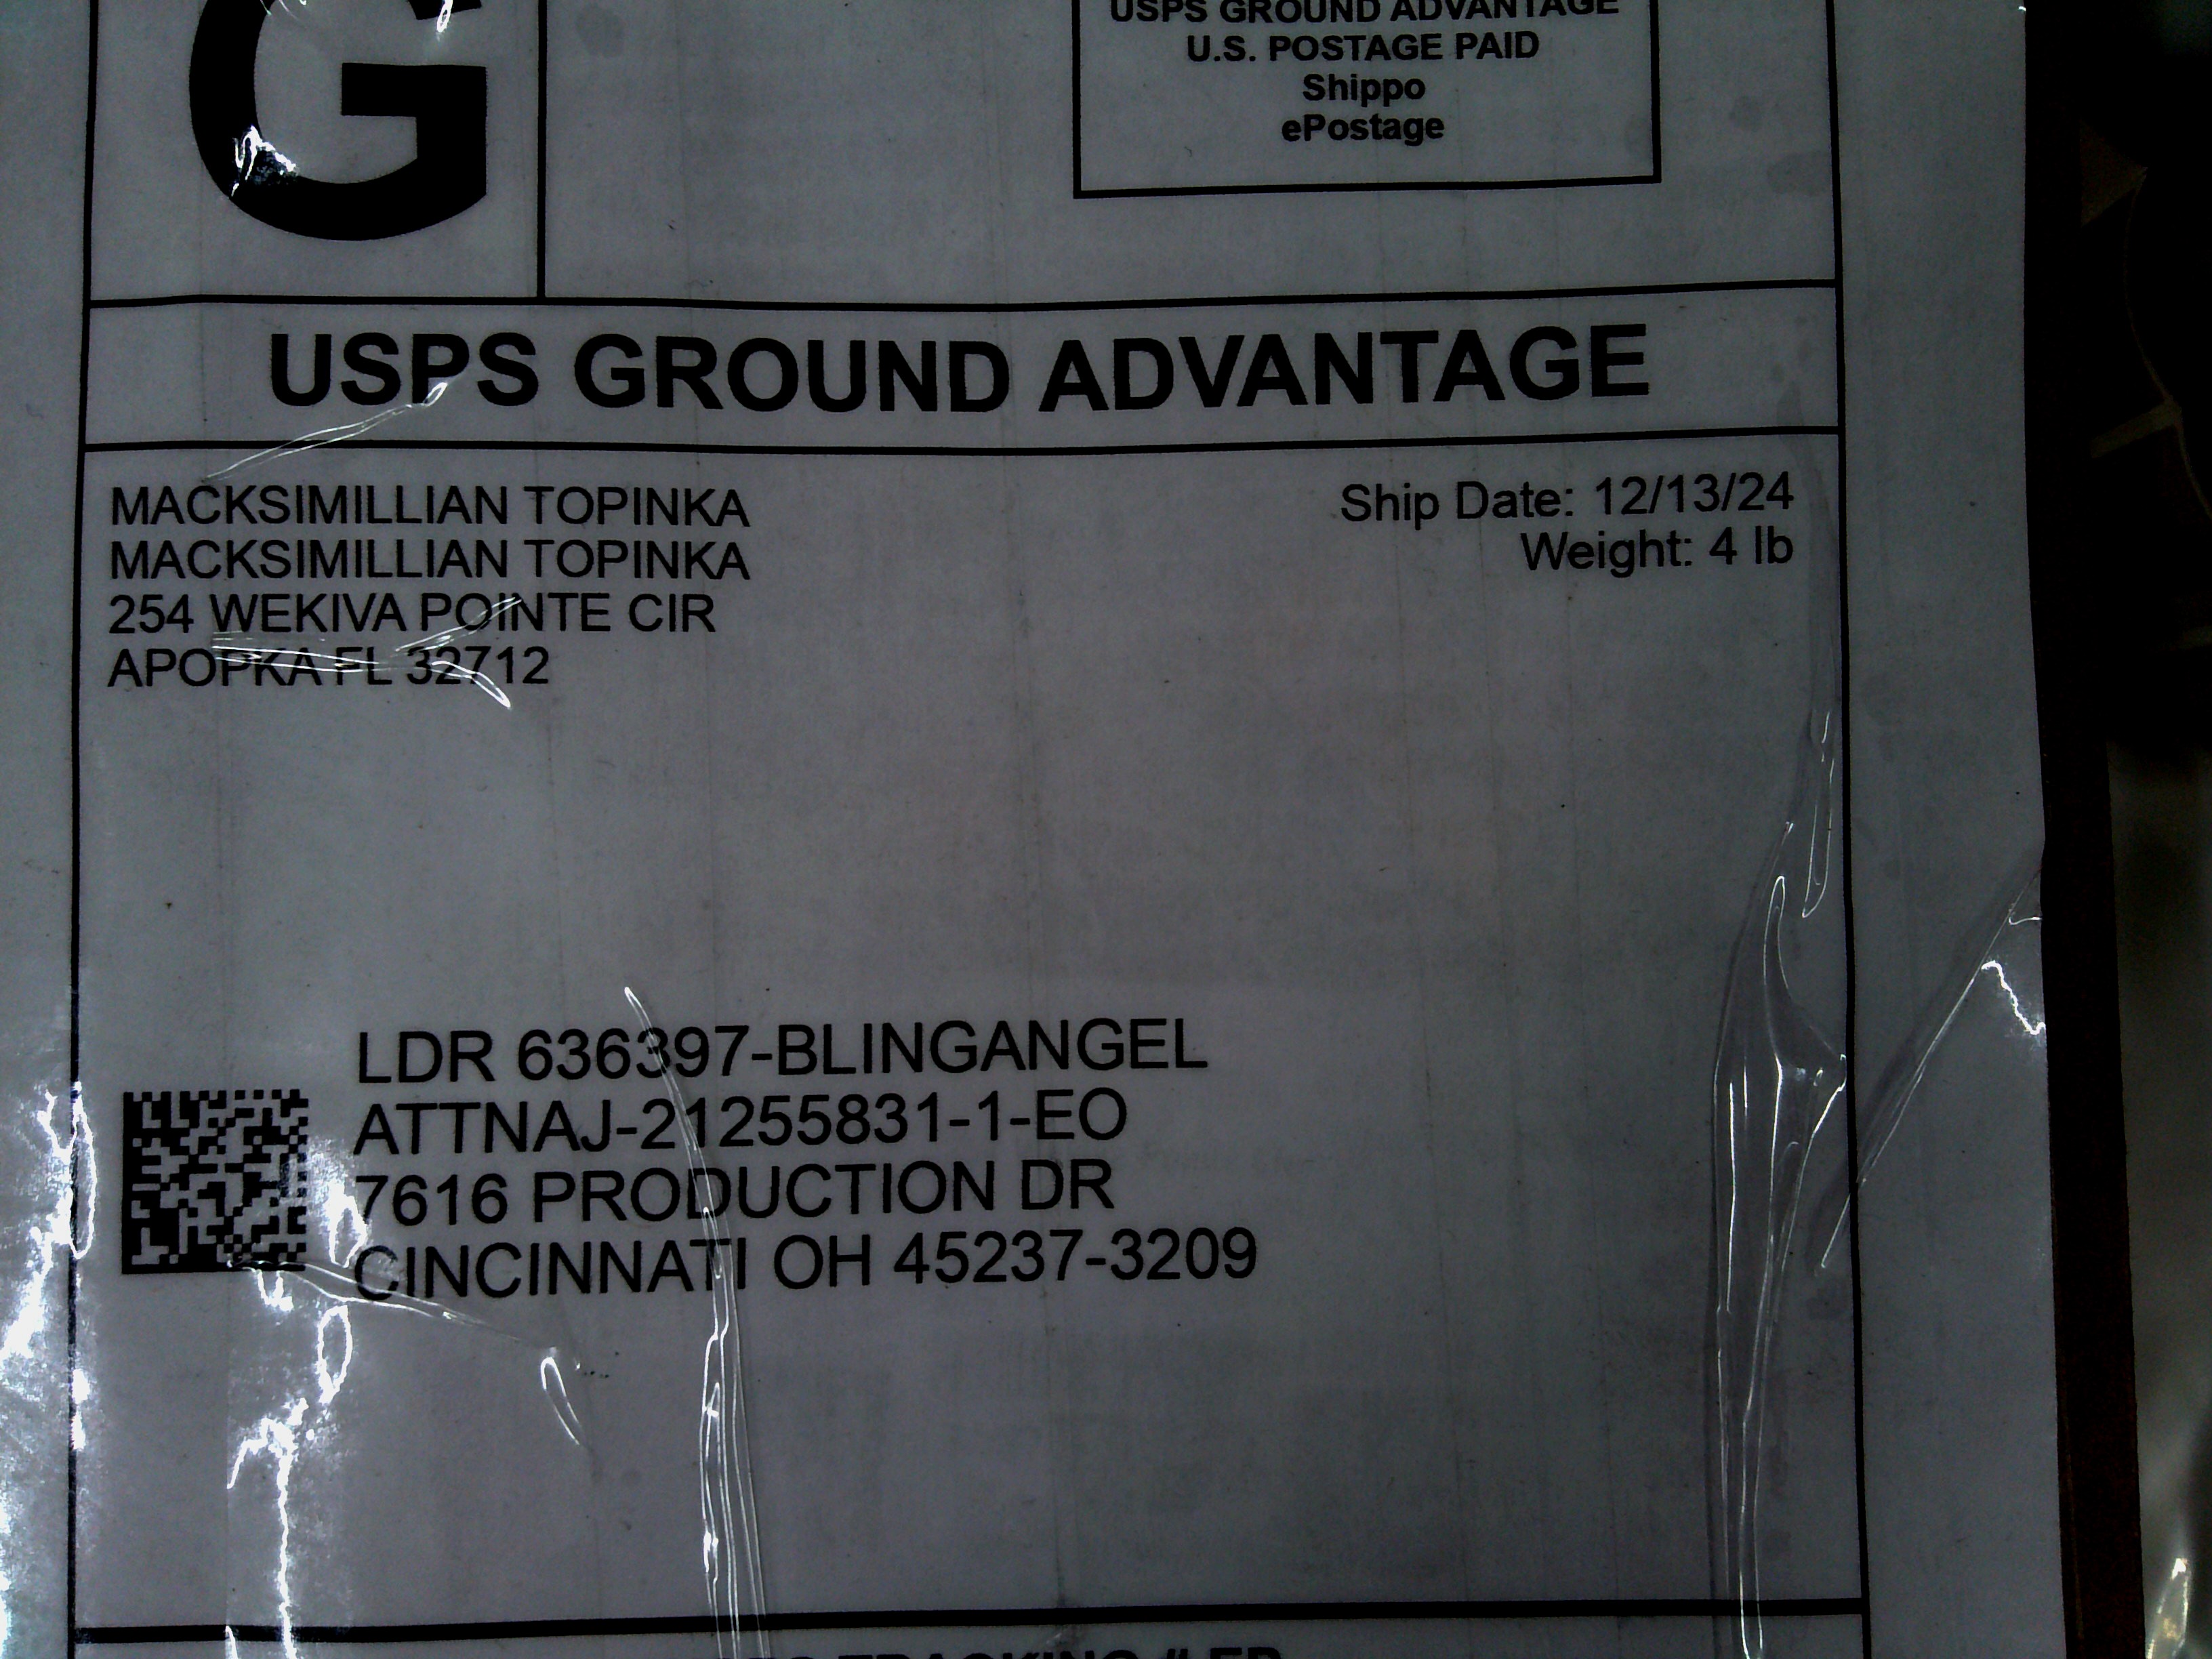 G
USPS GROUND ADVANTAGE
U.S. POSTAGE PAID
Shippo
ePostage
USPS GROUND ADVANTAGE
MACKSIMILLIAN TOPINKA
MACKSIMILLIAN TOPINKA
254 WEKIVA POINTE CIR
APOPKA FL 32712
Ship Date: 12/13/24
Weight: 4 lb
LDR 636397-BLINGANGEL
ATTNAJ-21255831-1-EO
7616 PRODUCTION DR
CINCINNATI OH 45237-3209
TRACKING # EP